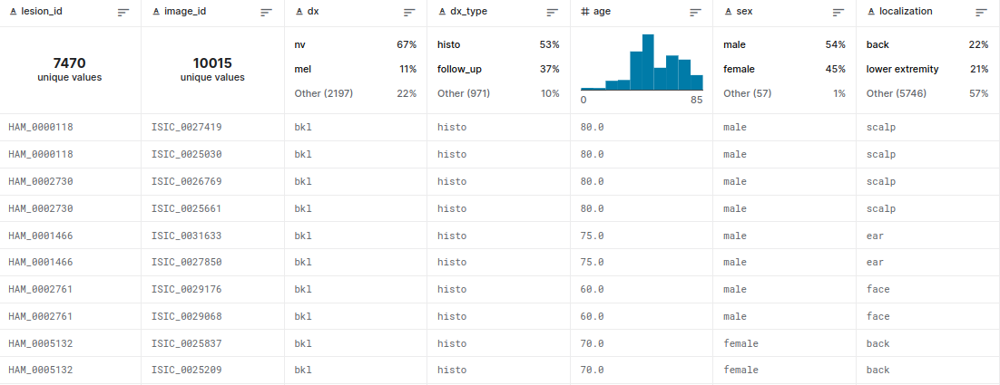 lesion_id image_id dx dx_type age sex localization
nv 67% histo 53% male 54% back 22%
7470 10015
unique values unique values
mel 11% follow_up 37% female 45% lower extremity 21%
Other (2197) 22% Other (971) 10% Other (57) 1% Other (5746) 57%
0 85
HAM_0000118 ISIC_0027419 bkl histo 80.0 male scalp
HAM_0000118 ISIC_0025030 bkl histo 80.0 male scalp
HAM_0002730 ISIC_0026769 bkl histo 80.0 male scalp
HAM_0002730 ISIC_0025661 bkl histo 80.0 male scalp
HAM_0001466 ISIC_0031633 bkl histo 75.0 male ear
HAM_0001466 ISIC_0027850 bkl histo 75.0 male ear
HAM_0002761 ISIC_0029176 bkl histo 60.0 male face
HAM_0002761 ISIC_0029068 bkl histo 60.0 male face
HAM_0005132 ISIC_0025837 bkl histo 70.0 female back
HAM_0005132 ISIC_0025209 bkl histo 70.0 female back